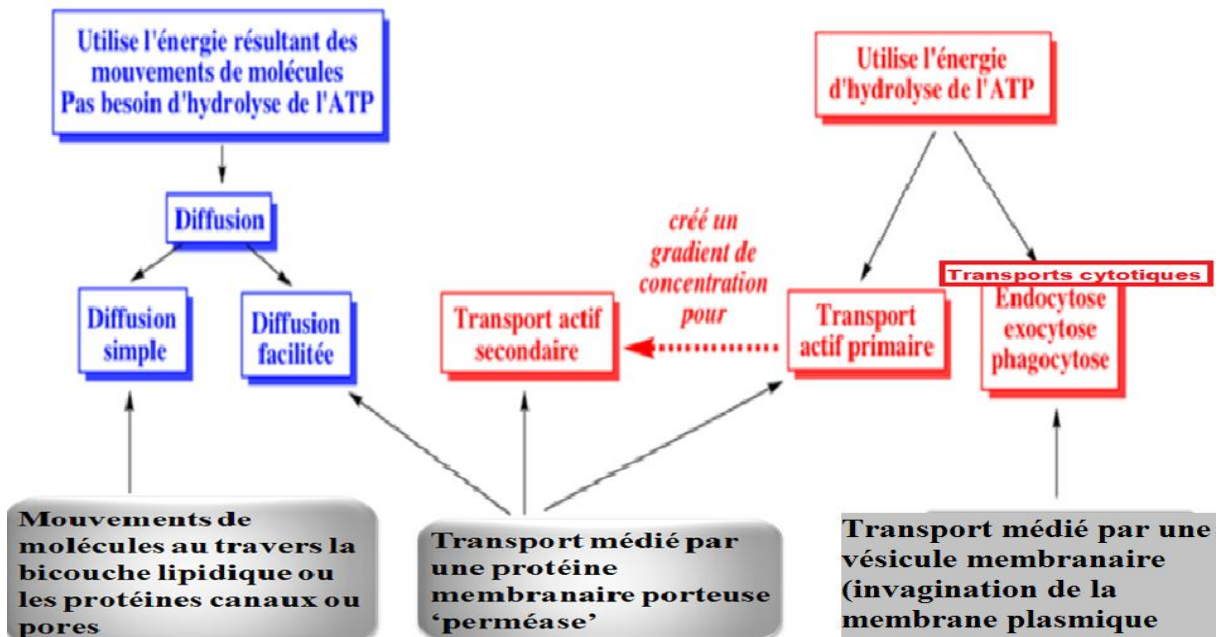 Utilise l'énergie résultant des
mouvements de molécules
Pas besoin d'hydrolyse de l'ATP
Utilise l'énergie
d'hydrolyse de l'ATP
Diffusion
Diffusion
simple
Diffusion
facilitée
créé un
gradient de
concentration
pour
Transport actif
secondaire
Transport
actif primaire
Transports cytotiques
Endocytose
exocytose
phagocytose
Mouvements de
molécules au travers la
bicouche lipidique ou
les protéines canaux ou
pores
Transport médié par
une protéine
membranaire porteuse
‘perméase’
Transport médié par une
vésicule membranaire
(invagination de la
membrane plasmique